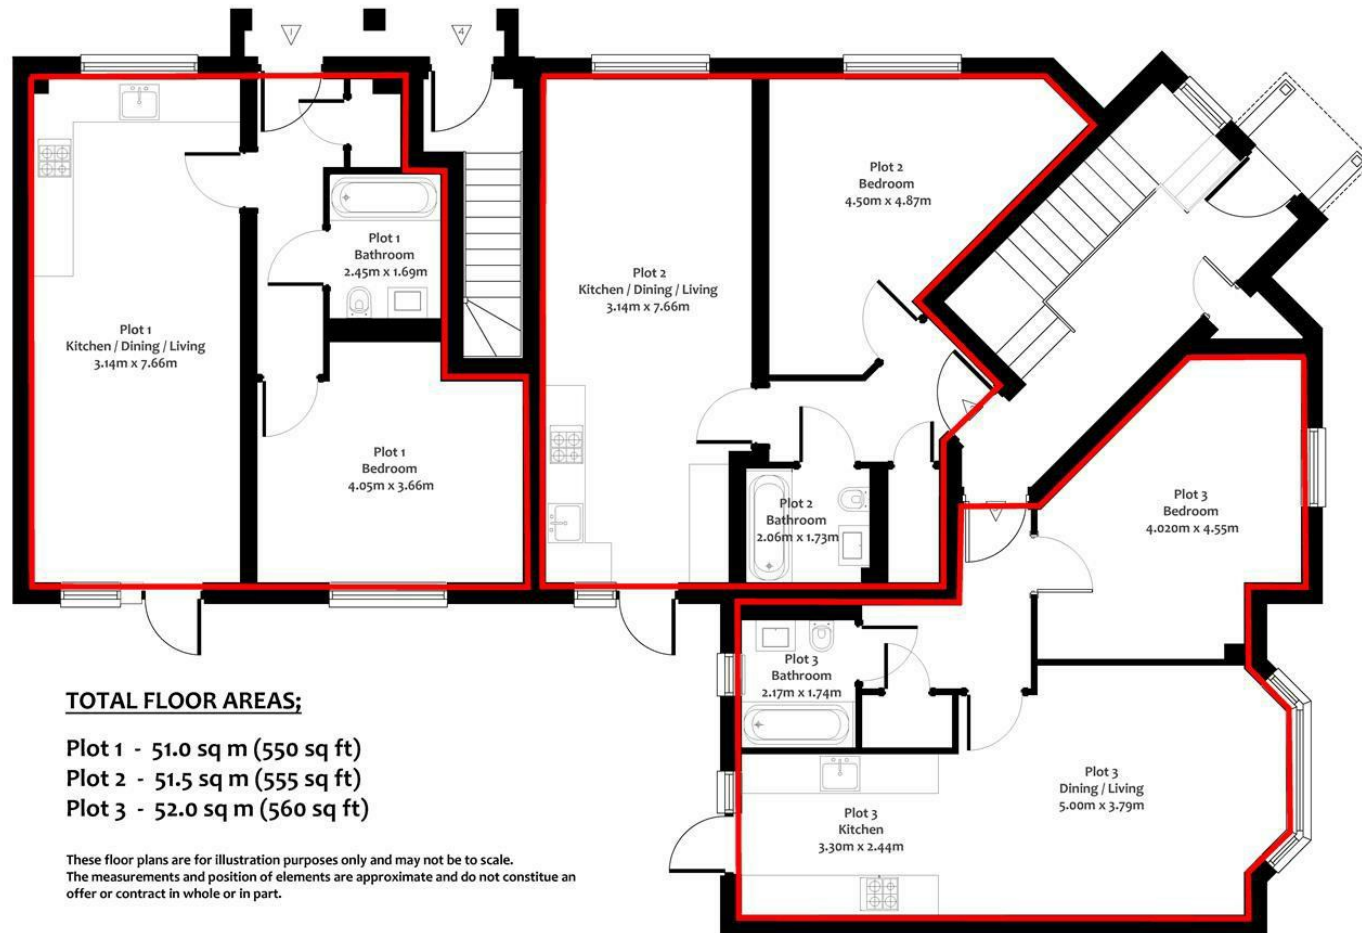 1
4
Plot 1
Kitchen / Dining / Living
3.14m x 7.66m
Plot 1
Bathroom
2.45m x 1.69m
Plot 1
Bedroom
4.05m x 3.66m
Plot 2
Kitchen / Dining / Living
3.14m x 7.66m
Plot 2
Bedroom
4.50m x 4.87m
Plot 2
Bathroom
2.06m x 1.73m
Plot 3
Bedroom
4.020m x 4.55m
Plot 3
Bathroom
2.17m x 1.74m
Plot 3
Kitchen
3.30m x 2.44m
Plot 3
Dining / Living
5.00m x 3.79m
TOTAL FLOOR AREAS;
Plot 1 - 51.0 sq m (550 sq ft)
Plot 2 - 51.5 sq m (555 sq ft)
Plot 3 - 52.0 sq m (560 sq ft)
These floor plans are for illustration purposes only and may not be to scale.
The measurements and position of elements are approximate and do not constitue an
offer or contract in whole or in part.